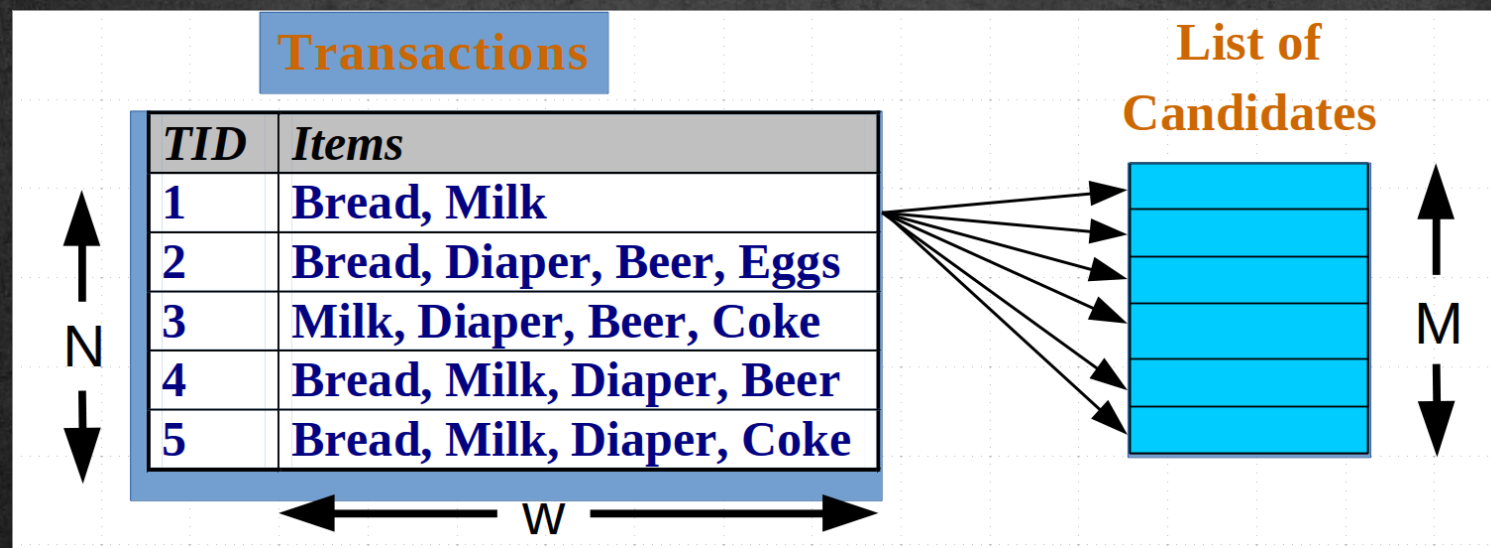 Transactions
List of
Candidates
TID Items
1 Bread, Milk
2 Bread, Diaper, Beer, Eggs
3 Milk, Diaper, Beer, Coke
4 Bread, Milk, Diaper, Beer
5 Bread, Milk, Diaper, Coke
N
M
w